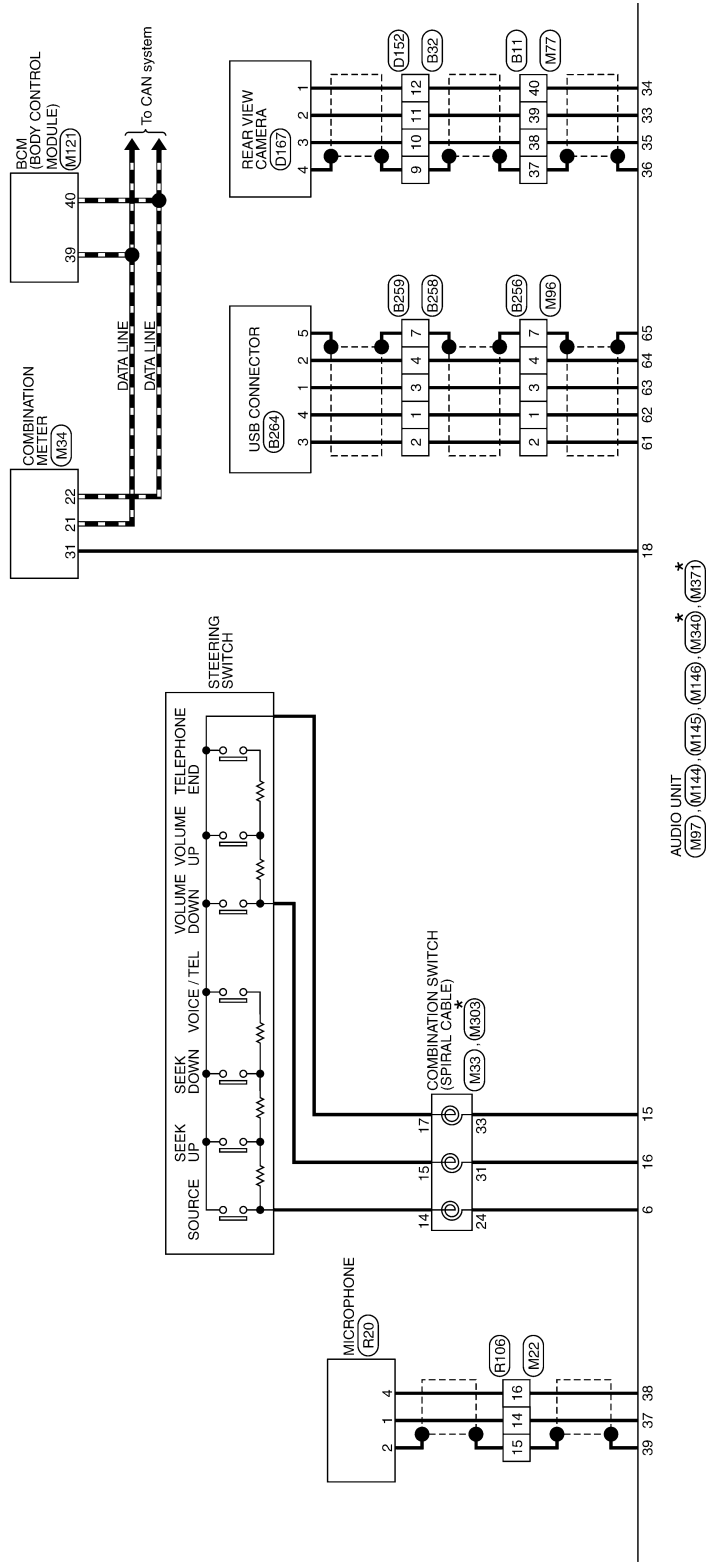 MICROPHONE
R20
2
1
4
15
14
16
R106
M22
39
37
38
STEERING
SWITCH
SOURCE
SEEK
UP
SEEK
DOWN
VOICE / TEL
VOLUME
DOWN
VOLUME
UP
TELEPHONE
END
COMBINATION SWITCH
(SPIRAL CABLE)
M33 , M303 *
14
15
17
24
31
33
6
16
15
COMBINATION
METER
M34
31
21
22
18
BCM
(BODY CONTROL
MODULE)
M121
39
40
DATA LINE
DATA LINE
To CAN system
USB CONNECTOR
B264
3
4
1
2
5
2
1
3
4
7
B259
B258
2
1
3
4
7
B256
M96
61
62
63
64
65
REAR VIEW
CAMERA
D167
4
3
2
1
9
10
11
12
D152
B32
37
38
39
40
B11
M77
36
35
33
34
AUDIO UNIT
M97 , M144 , M145 , M146 , M340 * , M371 *